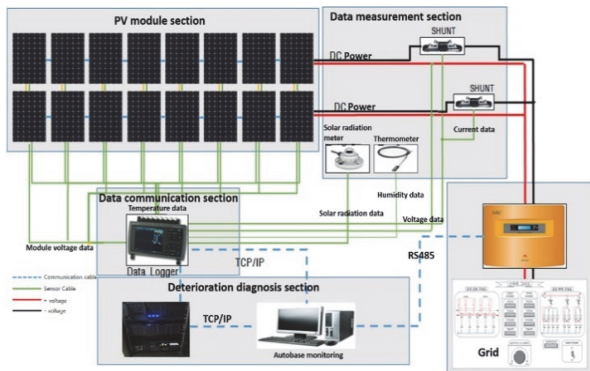 PV module section
Data measurement section
SHUNT
DC Power
SHUNT
DC Power
Solar radiation
meter
Thermometer
Current data
Humidity data
Data communication section
Temperature data
Solar radiation data
Voltage data
Module voltage data
Data Logger
TCP/IP
RS485
Communication cable
Sensor Cable
+ voltage
- voltage
Deterioration diagnosis section
TCP/IP
Autobase monitoring
Grid